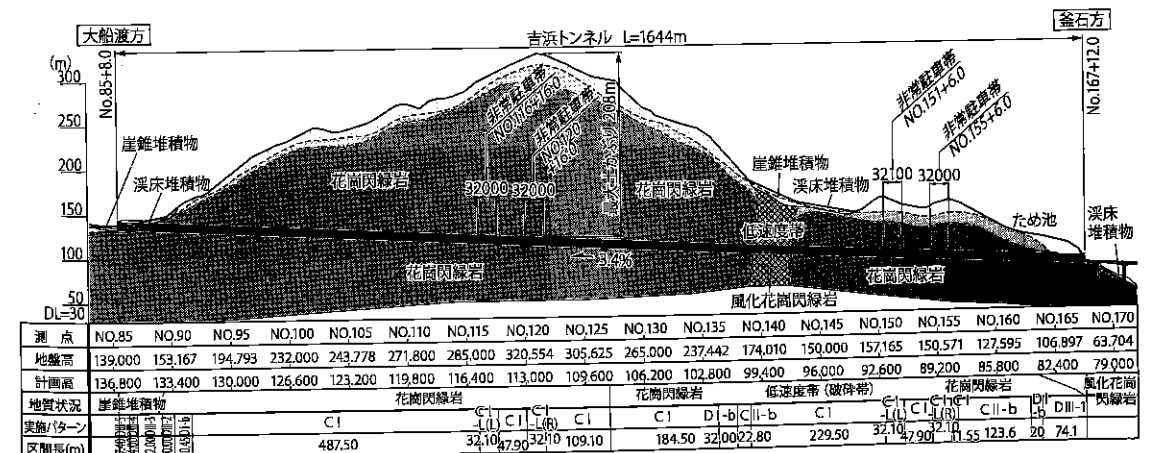 大船渡方
釜石方
吉浜トンネル L=1644m
(m)
300
250
200
150
100
50
DL=30
No.85+8.0
No.167+12.0
非常駐車帯
NO.116+16.0
非常駐車帯
NO.120
+16.0
208m
非常駐車帯
NO.151+6.0
非常駐車帯
NO.155+6.0
崖錐堆積物
渓床堆積物
花崗閃緑岩
32000 32000
花崗閃緑岩
崖錐堆積物
渓床堆積物
32100 32000
ため池
渓床
堆積物
低速度帯
3.4%
花崗閃緑岩
花崗閃緑岩
風化花崗閃緑岩
測 点 NO.85 NO.90 NO.95 NO.100 NO.105 NO.110 NO.115 NO.120 NO.125 NO.130 NO.135 NO.140 NO.145 NO.150 NO.155 NO.160 NO.165 NO.170
地盤高 139.000 153.167 194.793 232.000 243.778 271.800 285.000 320.554 305.625 265.000 237.442 174.010 150.000 157.165 150.571 127.595 106.897 63.704
計画高 136.800 133.400 130.000 126.600 123.200 119.800 116.400 113.000 109.600 106.200 102.800 99.400 96.000 92.600 89.200 85.800 82.400 79.000
地質状況 崖錐堆積物 花崗閃緑岩 花崗閃緑岩 低速度帯（破砕帯） 花崗閃緑岩 風化花崗閃緑岩
実施パターン CⅠ CⅠ-L(L) CⅠ CⅠ-L(R) CⅠ CⅠ DⅠ-b CⅡ-b CⅠ CⅠ-L(L) CⅠ CⅠ-L(R) CⅡ-b DⅠ-b DⅢ-1
区間長(m) 487.50 32.10 47.90 32.10 109.10 184.50 32.00 22.80 229.50 32.10 47.90 32.10 11.55 123.6 20 74.1